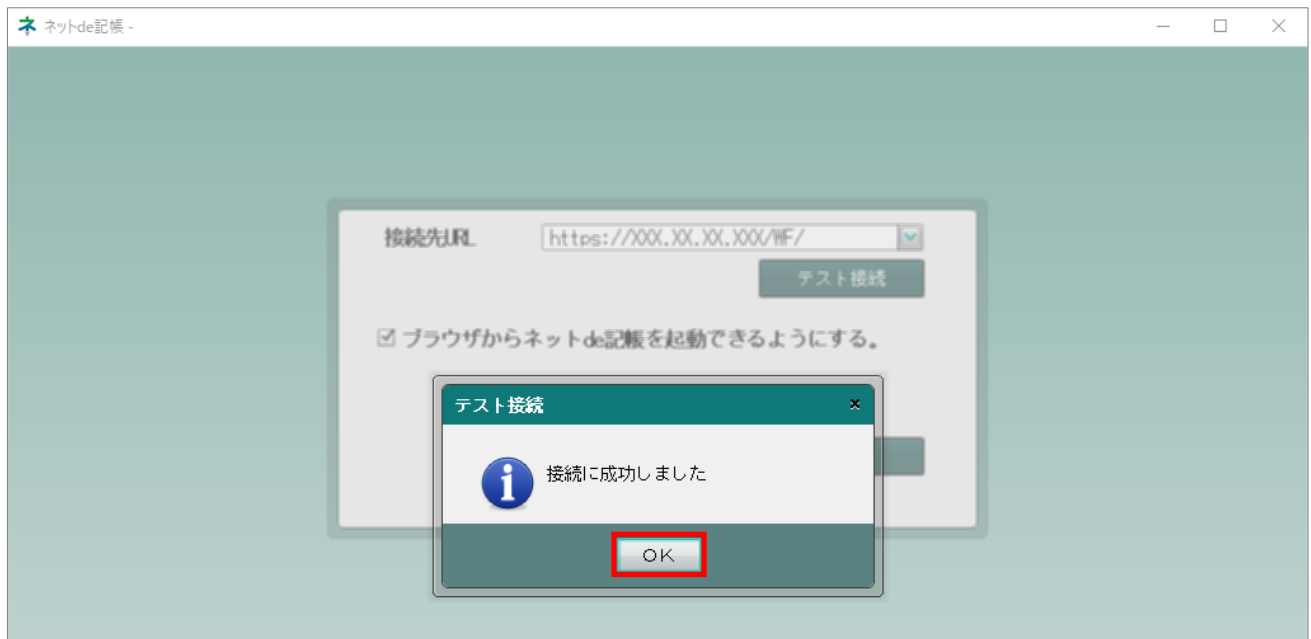 ネットde記帳 -
接続先URL
https://XXX.XX.XX.XXX/WF/
テスト接続
ブラウザからネットde記帳を起動できるようにする。
テスト接続
接続に成功しました
OK